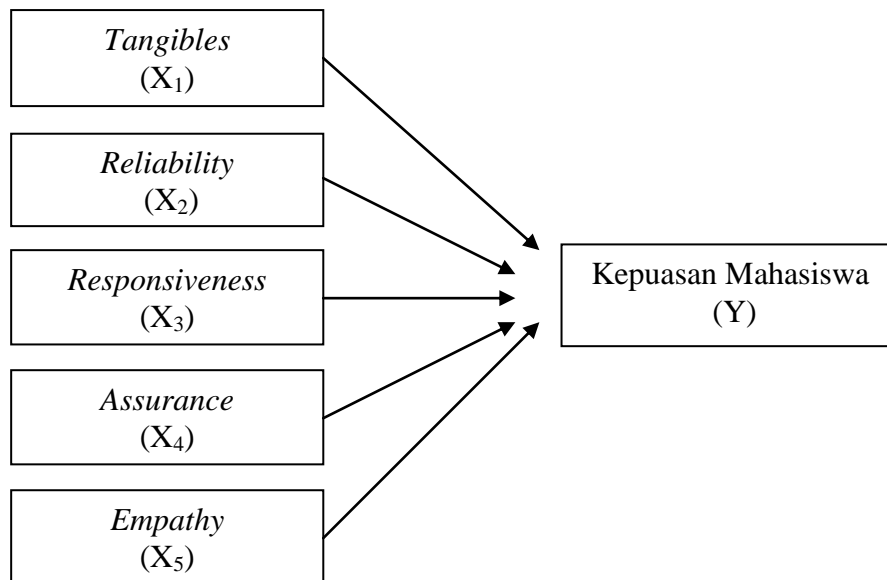 Tangibles
(X₁)
Reliability
(X₂)
Responsiveness
(X₃)
Assurance
(X₄)
Empathy
(X₅)
Kepuasan Mahasiswa
(Y)